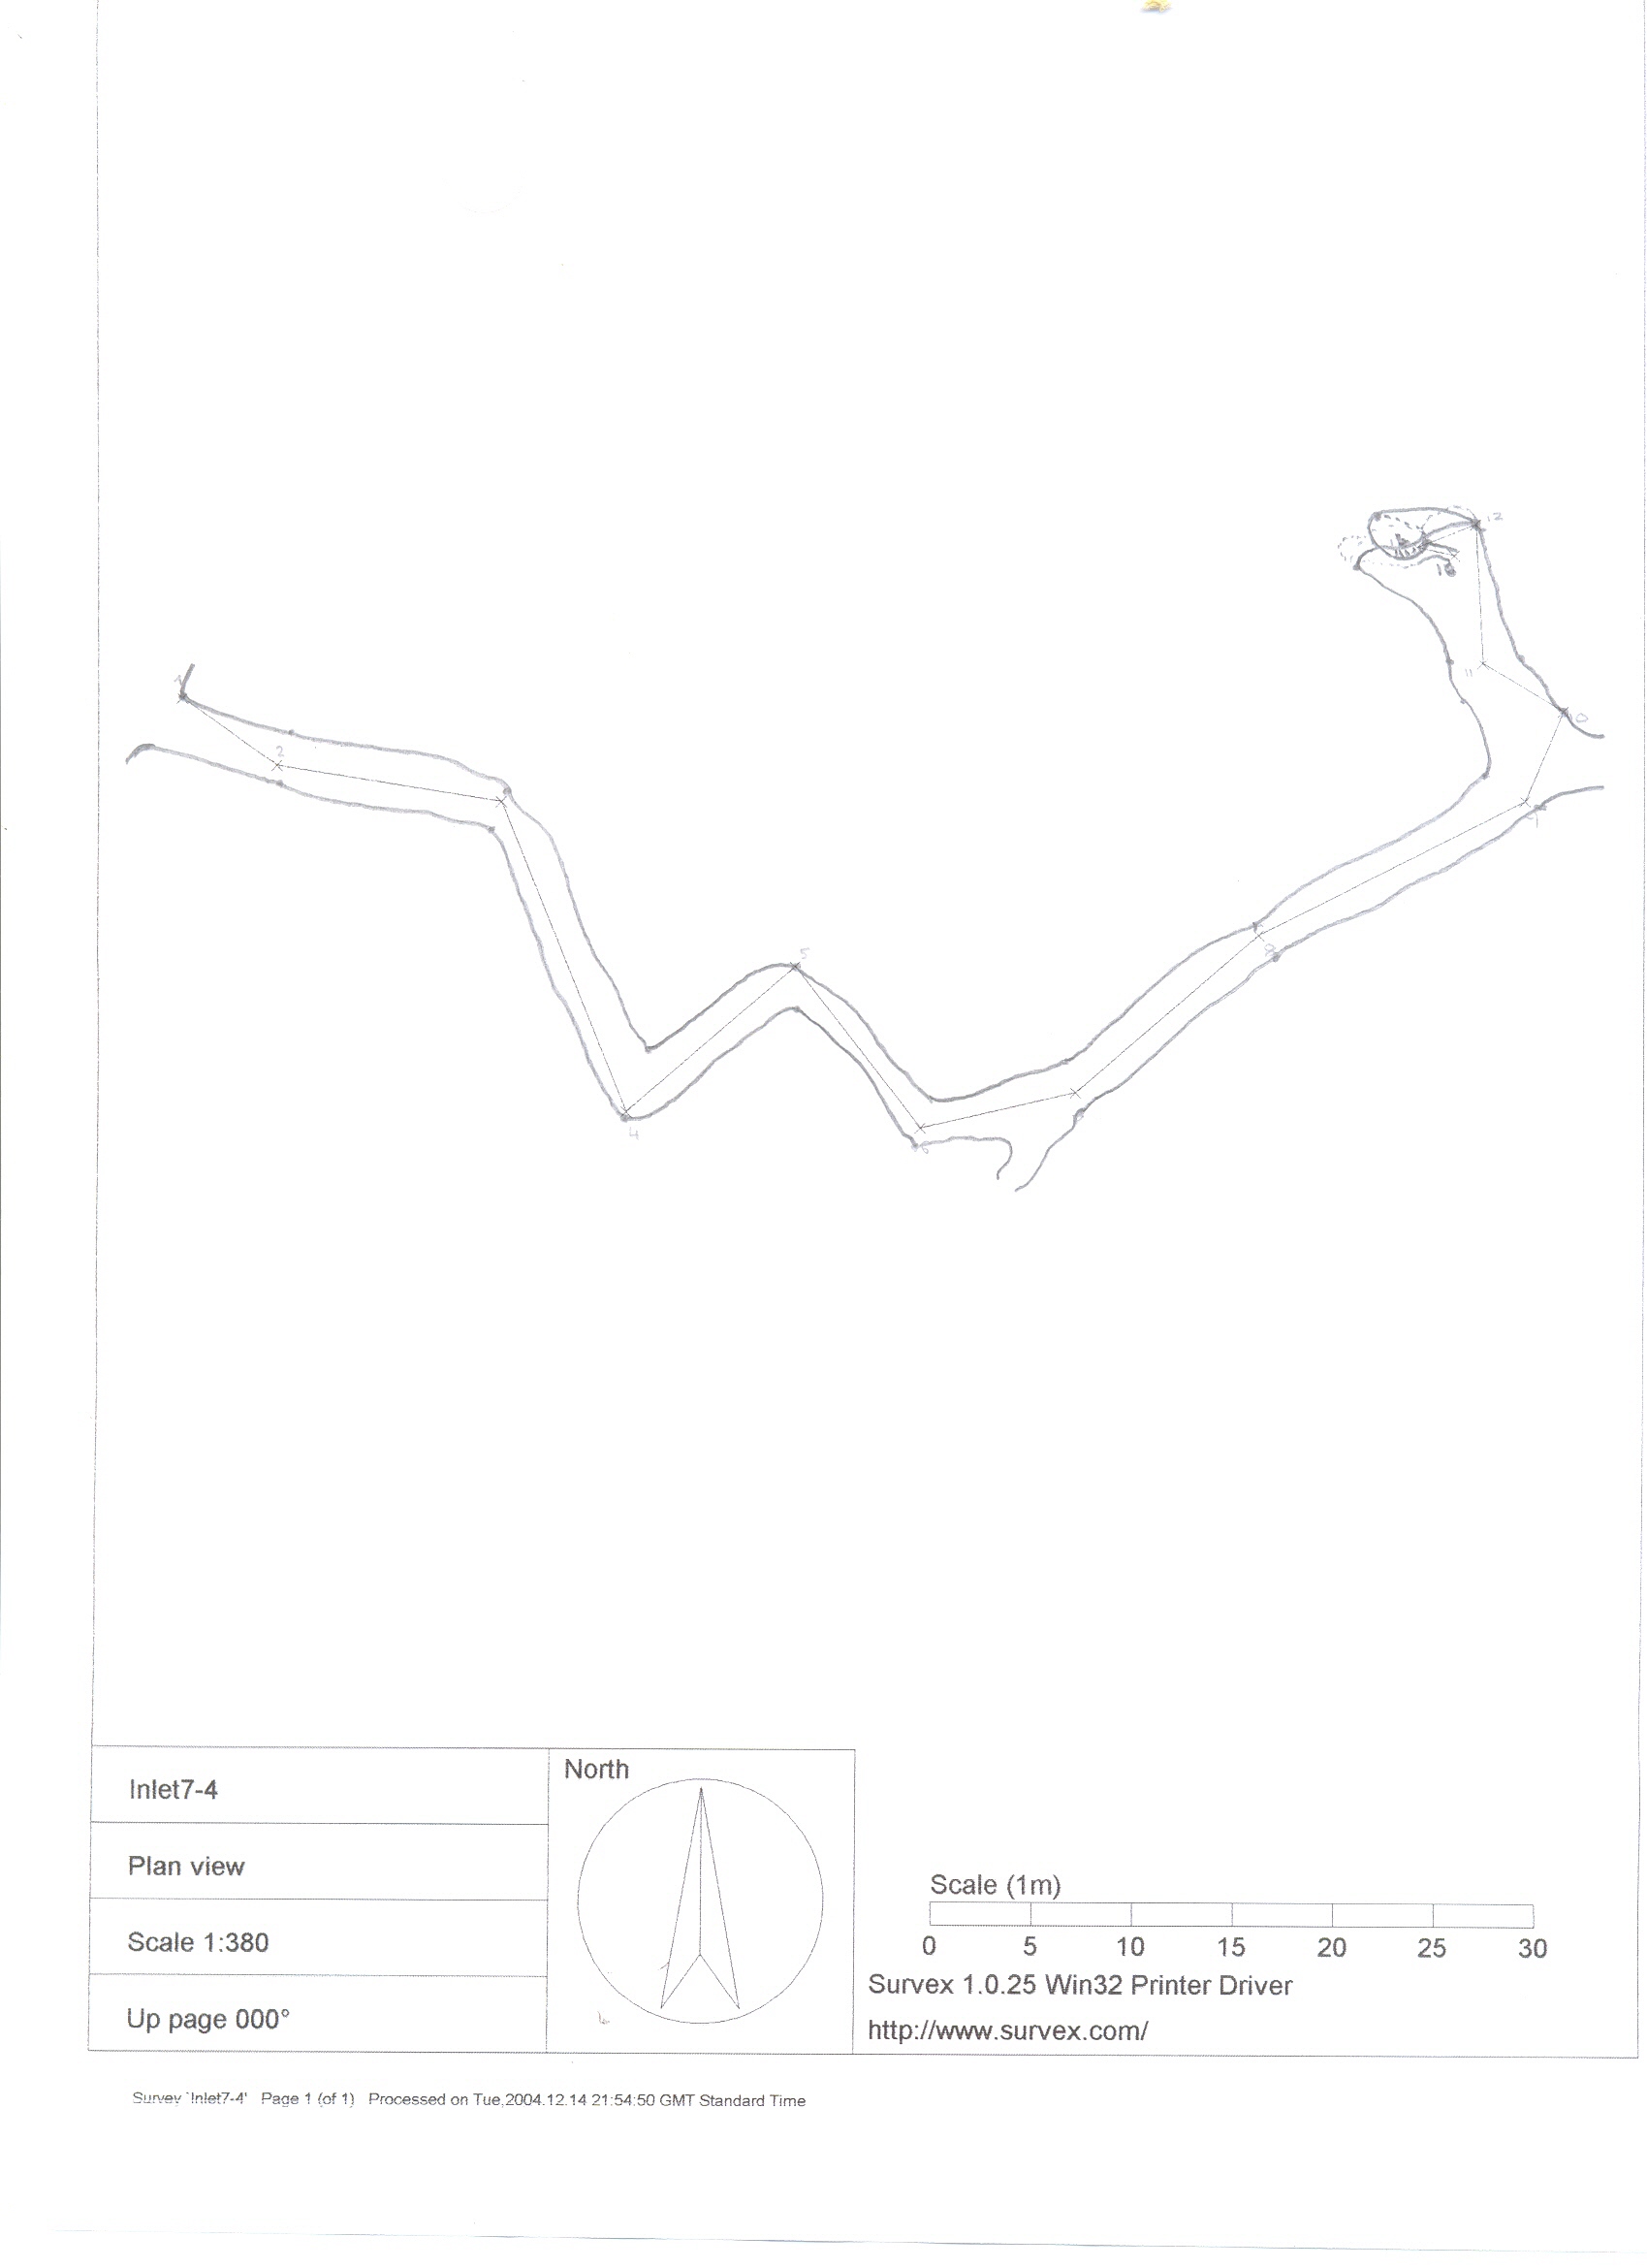 12
10
11
1
2
5
8
9
4
6
Inlet7-4
North
Plan view
Scale 1:380
Up page 000°
Scale (1m)
0 5 10 15 20 25 30
Survex 1.0.25 Win32 Printer Driver
http://www.survex.com/
Survey `Inlet7-4' Page 1 (of 1) Processed on Tue,2004.12.14 21:54:50 GMT Standard Time